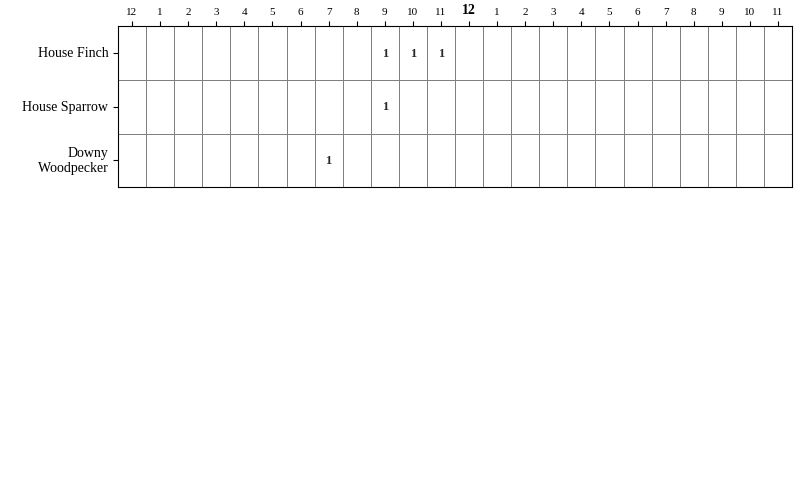 12 1 2 3 4 5 6 7 8 9 10 11 12 1 2 3 4 5 6 7 8 9 10 11
House Finch 1 1 1
House Sparrow 1
Downy
Woodpecker 1